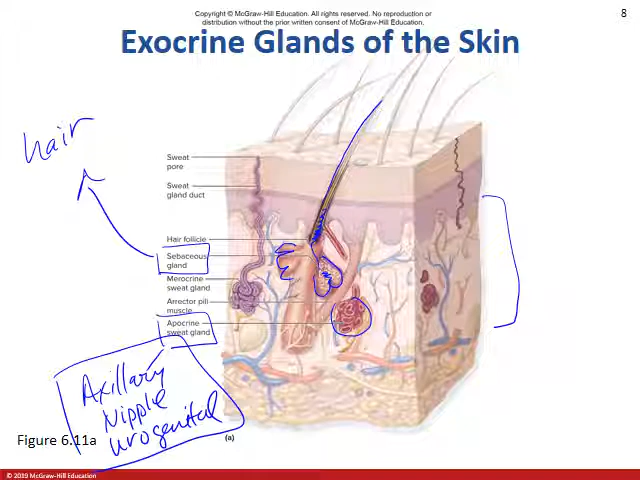 Copyright © McGraw-Hill Education. All rights reserved. No reproduction or
distribution without the prior written consent of McGraw-Hill Education.
8
Exocrine Glands of the Skin
hair
Sweat
pore
Sweat
gland duct
Hair follicle
Sebaceous
gland
Merocrine
sweat gland
Arrector pili
muscle
Apocrine
sweat gland
Axillary
Nipple
urogenital
Figure 6.11a
(a)
© 2019 McGraw-Hill Education